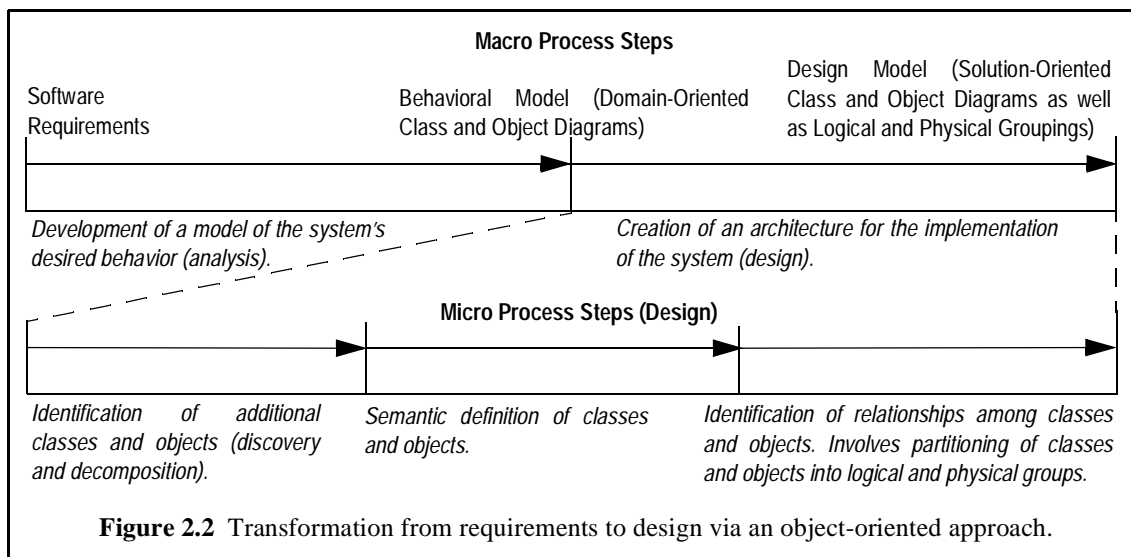 Macro Process Steps
Software
Requirements
Behavioral Model (Domain-Oriented
Class and Object Diagrams)
Design Model (Solution-Oriented
Class and Object Diagrams as well
as Logical and Physical Groupings)
Development of a model of the system's
desired behavior (analysis).
Creation of an architecture for the implementation
of the system (design).
Micro Process Steps (Design)
Identification of additional
classes and objects (discovery
and decomposition).
Semantic definition of classes
and objects.
Identification of relationships among classes
and objects. Involves partitioning of classes
and objects into logical and physical groups.
Figure 2.2 Transformation from requirements to design via an object-oriented approach.